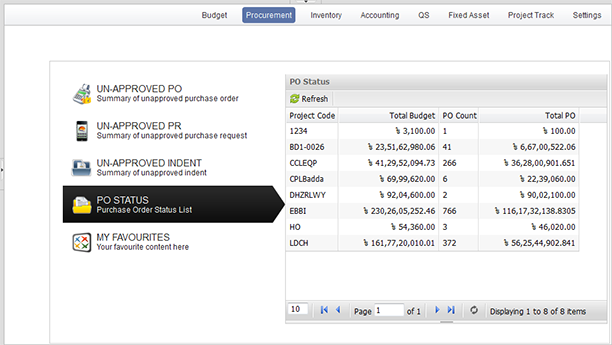 Budget Procurement Inventory Accounting QS Fixed Asset Project Track Settings
UN-APPROVED PO
Summary of unapproved purchase order
UN-APPROVED PR
Summary of unapproved purchase request
UN-APPROVED INDENT
Summary of unapproved indent
PO STATUS
Purchase Order Status List
MY FAVOURITES
Your favourite content here
PO Status
Refresh
Project Code Total Budget PO Count Total PO
1234 ৳ 3,100.00 1 ৳ 100.00
BD1-0026 ৳ 23,51,62,980.06 41 ৳ 6,67,00,522.06
CCLEQP ৳ 41,29,52,094.73 266 ৳ 36,28,00,901.651
CPLBadda ৳ 69,99,620.00 6 ৳ 22,39,060.00
DHZRLWY ৳ 92,04,600.00 2 ৳ 90,02,100.00
EBBI ৳ 230,26,05,252.46 766 ৳ 116,17,32,138.8305
HO ৳ 54,360.00 3 ৳ 46,020.00
LDCH ৳ 161,77,20,010.01 372 ৳ 56,25,44,902.841
10 Page 1 of 1 Displaying 1 to 8 of 8 items